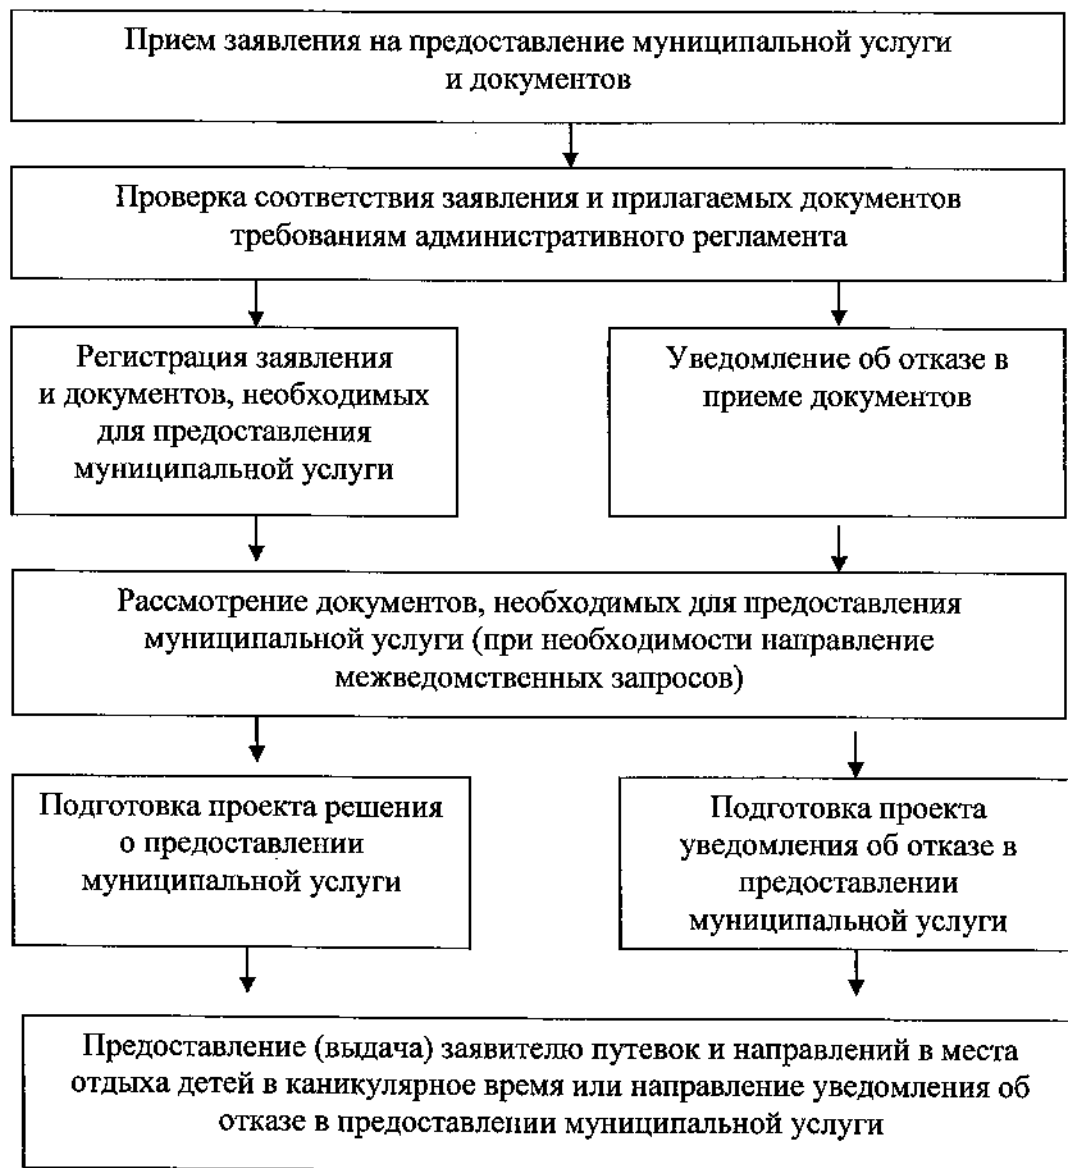 Прием заявления на предоставление муниципальной услуги
и документов
Проверка соответствия заявления и прилагаемых документов
требованиям административного регламента
Регистрация заявления
и документов, необходимых
для предоставления
муниципальной услуги
Уведомление об отказе в
приеме документов
Рассмотрение документов, необходимых для предоставления
муниципальной услуги (при необходимости направление
межведомственных запросов)
Подготовка проекта решения
о предоставлении
муниципальной услуги
Подготовка проекта
уведомления об отказе в
предоставлении
муниципальной услуги
Предоставление (выдача) заявителю путевок и направлений в места
отдыха детей в каникулярное время или направление уведомления об
отказе в предоставлении муниципальной услуги